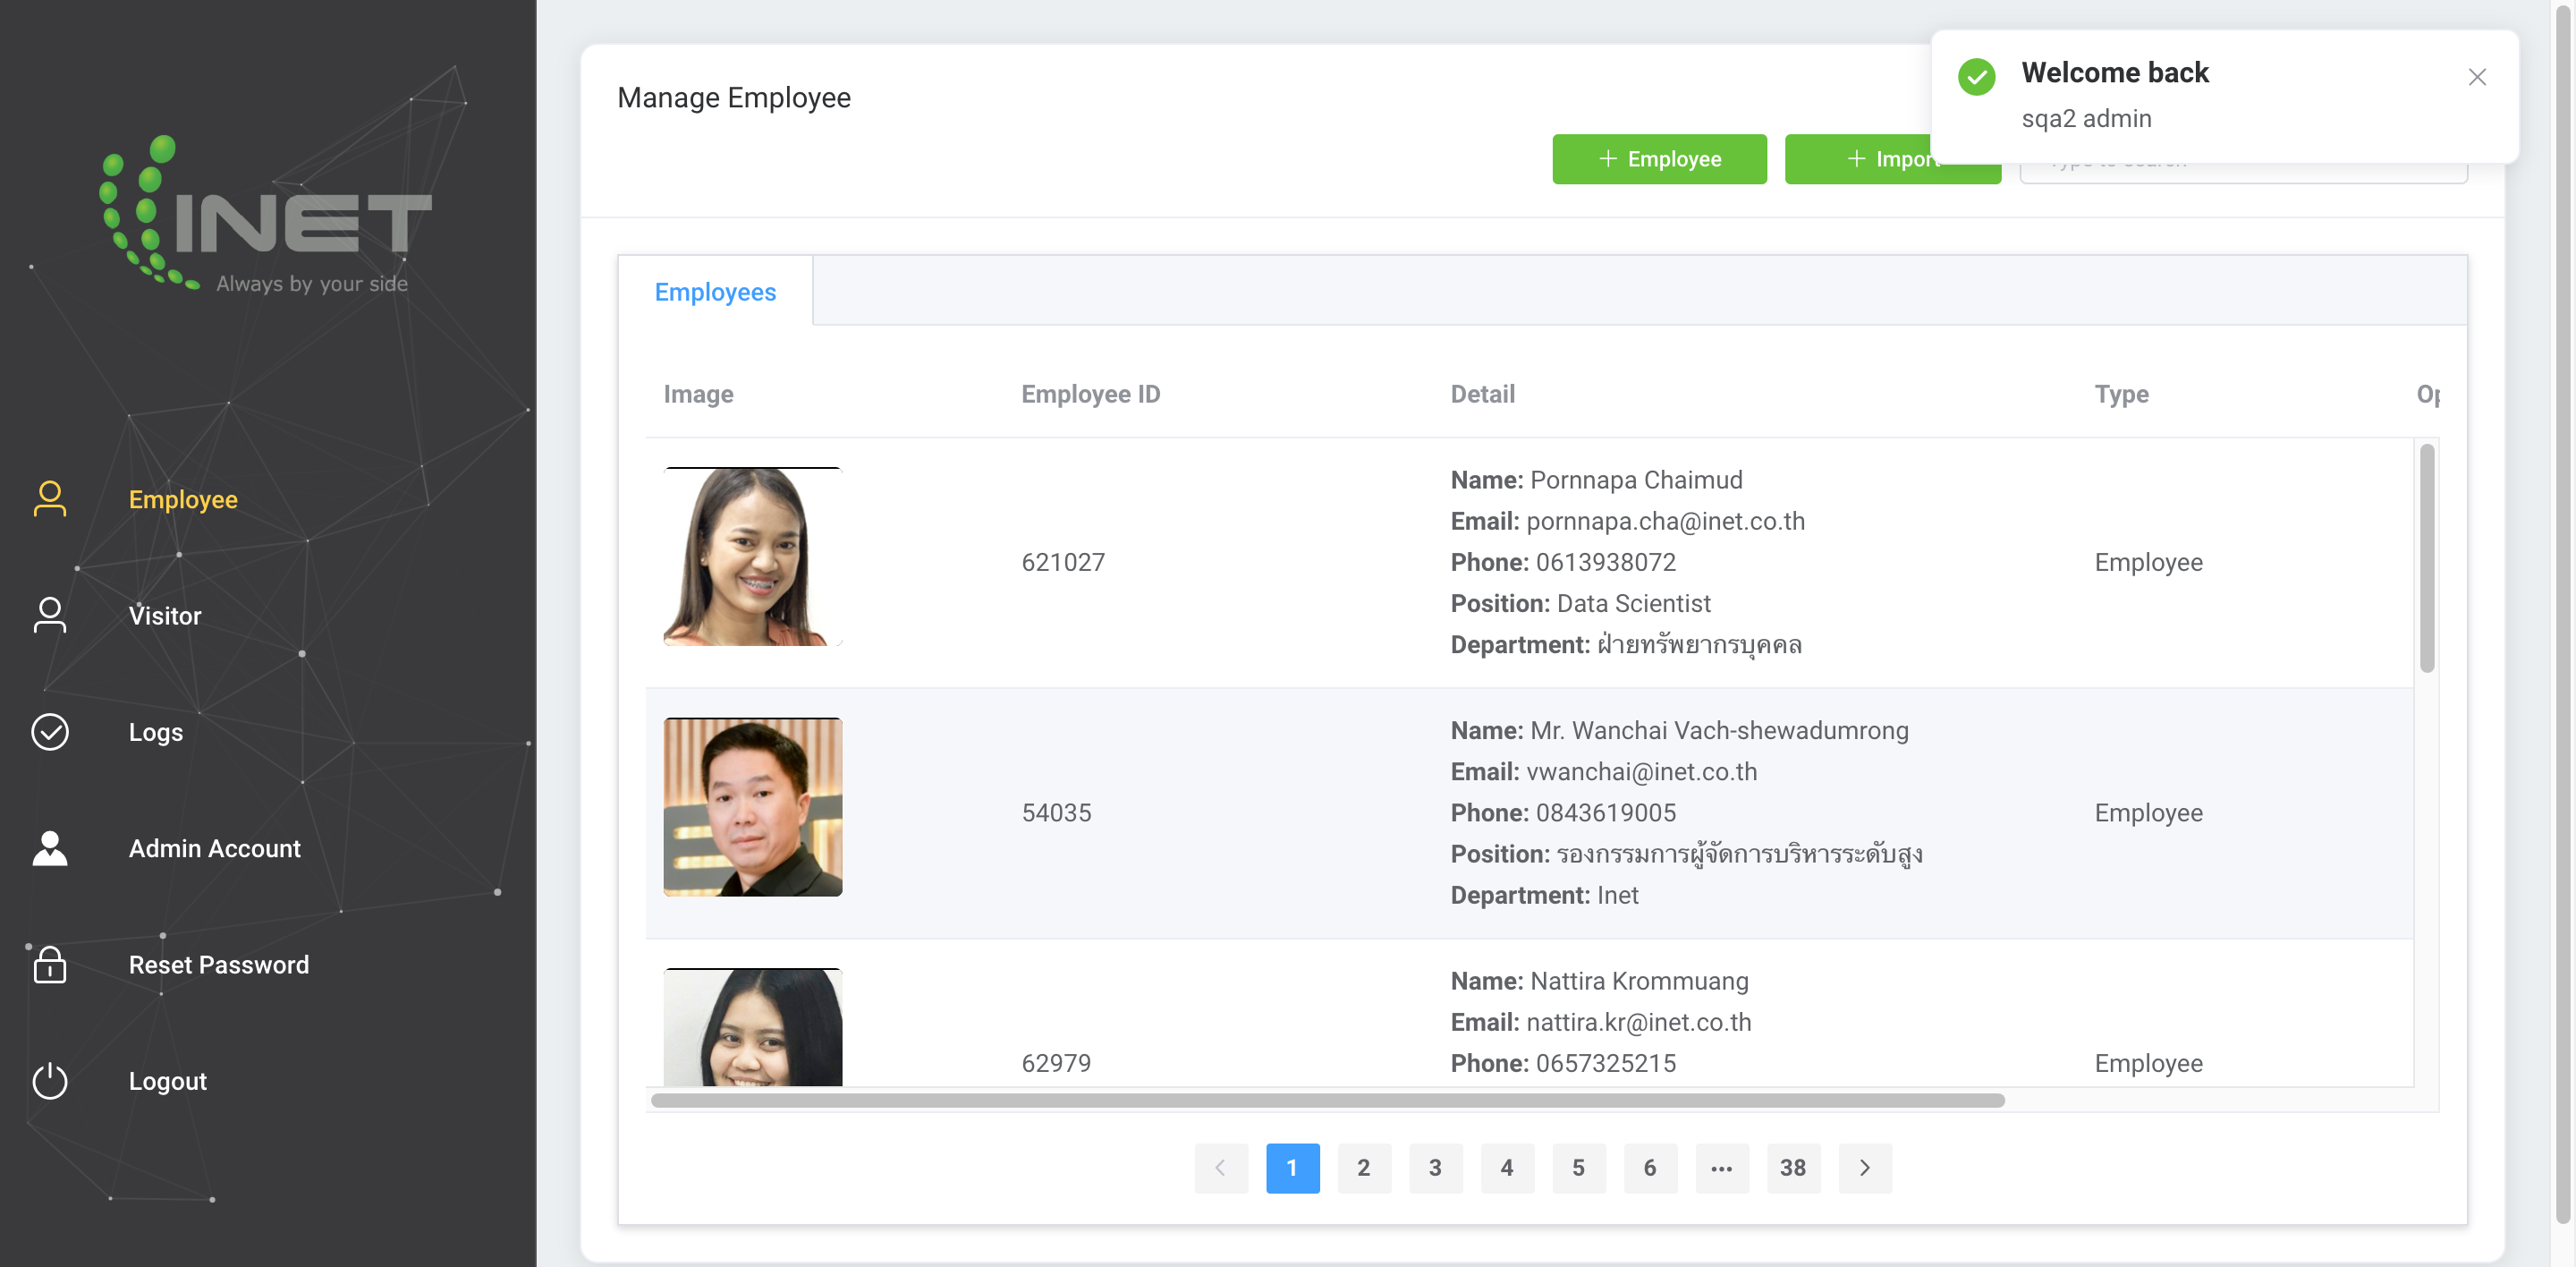 INET
Always by your side
Employee
Visitor
Logs
Admin Account
Reset Password
Logout
Manage Employee
Welcome back
sqa2 admin
+ Employee
+ Import
Type to search
Employees
Image Employee ID Detail Type Op
Name: Pornnapa Chaimud
Email: pornnapa.cha@inet.co.th
621027
Phone: 0613938072
Employee
Position: Data Scientist
Department: ฝ่ายทรัพยากรบุคคล
Name: Mr. Wanchai Vach-shewadumrong
Email: vwanchai@inet.co.th
54035
Phone: 0843619005
Employee
Position: รองกรรมการผู้จัดการบริหารระดับสูง
Department: Inet
Name: Nattira Krommuang
Email: nattira.kr@inet.co.th
62979
Phone: 0657325215
Employee
< 1 2 3 4 5 6 ... 38 >